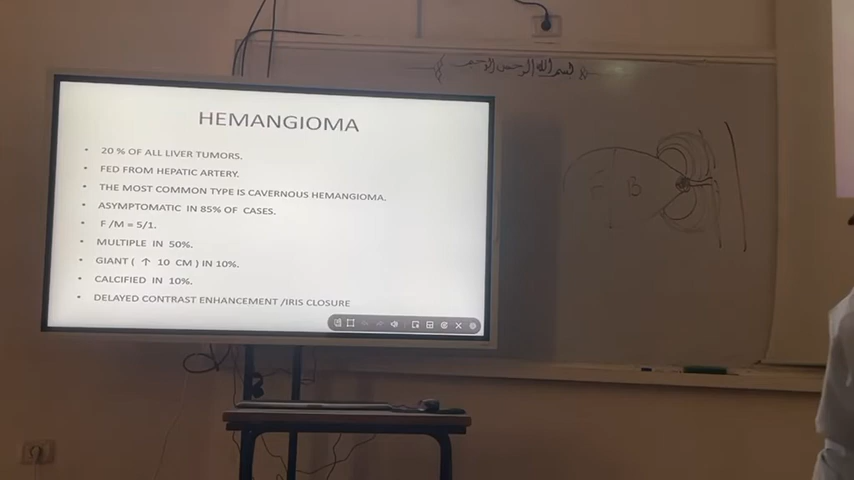 بسم الله الرحمن الرحيم
HEMANGIOMA
• 20 % OF ALL LIVER TUMORS.
• FED FROM HEPATIC ARTERY.
• THE MOST COMMON TYPE IS CAVERNOUS HEMANGIOMA.
• ASYMPTOMATIC IN 85% OF CASES.
• F /M = 5/1.
• MULTIPLE IN 50%.
• GIANT ( ↑ 10 CM ) IN 10%.
• CALCIFIED IN 10%.
• DELAYED CONTRAST ENHANCEMENT /IRIS CLOSURE
B